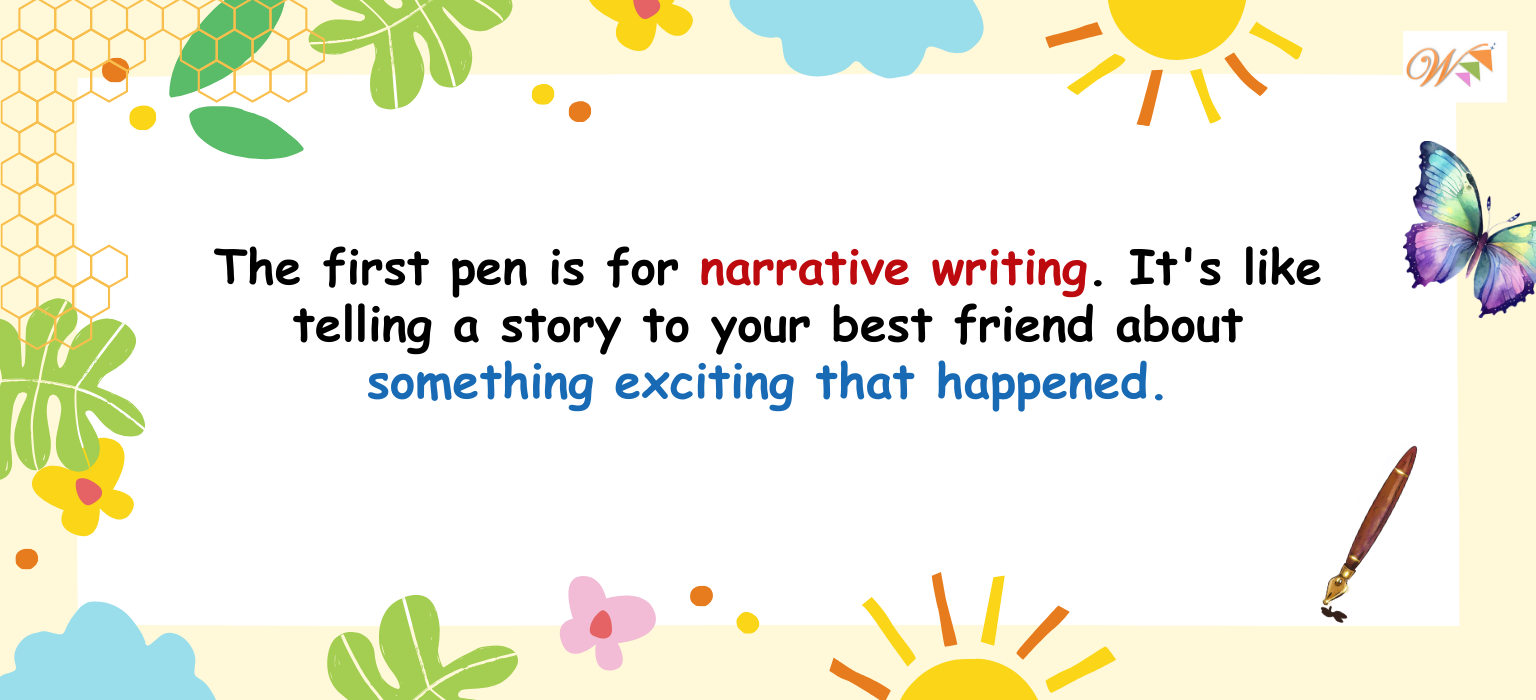 W
The first pen is for narrative writing. It's like
telling a story to your best friend about
something exciting that happened.